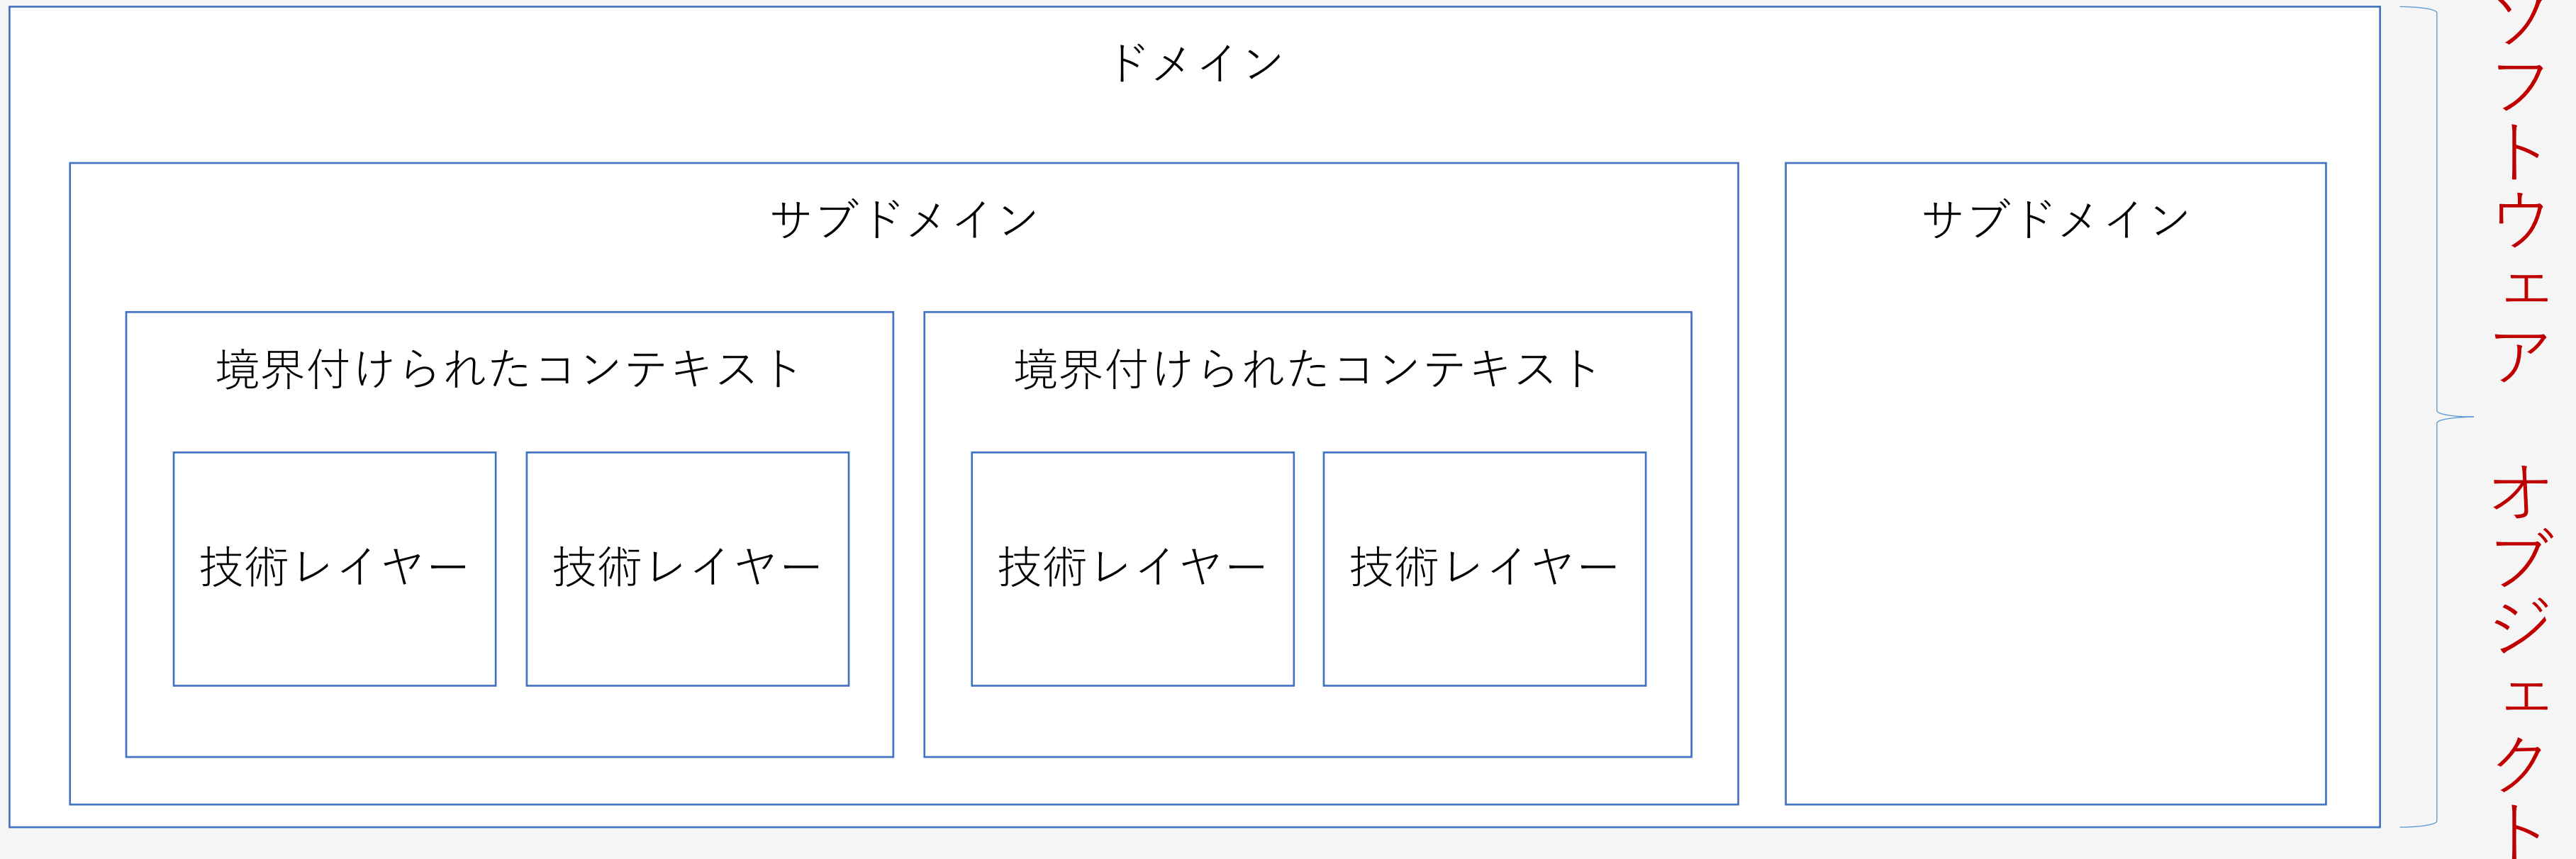 ドメイン
サブドメイン
サブドメイン
境界付けられたコンテキスト
境界付けられたコンテキスト
技術レイヤー
技術レイヤー
技術レイヤー
技術レイヤー
ソフトウェア オブジェクト